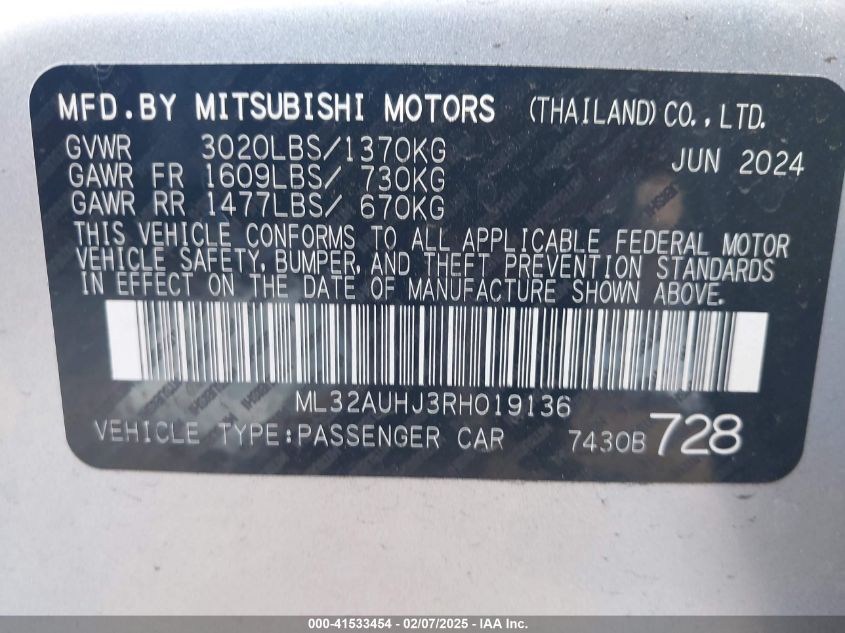 MFD.BY MITSUBISHI MOTORS (THAILAND) CO., LTD.
GVWR 3020LBS/1370KG JUN 2024
GAWR FR 1609LBS/ 730KG
GAWR RR 1477LBS/ 670KG
THIS VEHICLE CONFORMS TO ALL APPLICABLE FEDERAL MOTOR
VEHICLE SAFETY, BUMPER, AND THEFT PREVENTION STANDARDS
IN EFFECT ON THE DATE OF MANUFACTURE SHOWN ABOVE.
ML32AUHJ3RH019136
VEHICLE TYPE:PASSENGER CAR 7430B 728
000-41533454 - 02/07/2025 - IAA Inc.